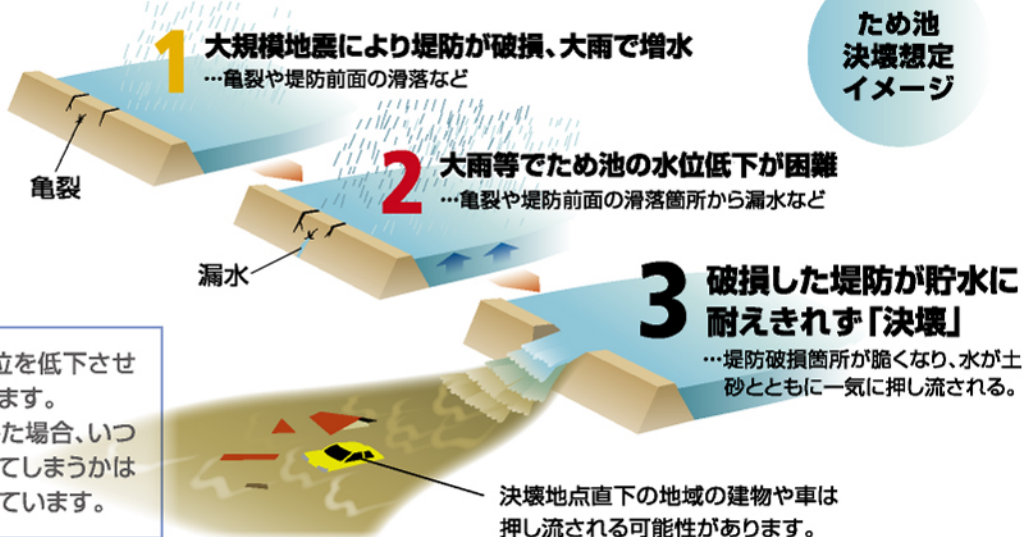 ため池
決壊想定
イメージ
1 大規模地震により堤防が破損、大雨で増水
…亀裂や堤防前面の滑落など
亀裂
2 大雨等でため池の水位低下が困難
…亀裂や堤防前面の滑落箇所から漏水など
漏水
3 破損した堤防が貯水に
耐えきれず「決壊」
…堤防破損箇所が脆くなり、水が土
砂とともに一気に押し流される。
位を低下させ
ます。
た場合、いつ
てしまうかは
ています。
決壊地点直下の地域の建物や車は
押し流される可能性があります。